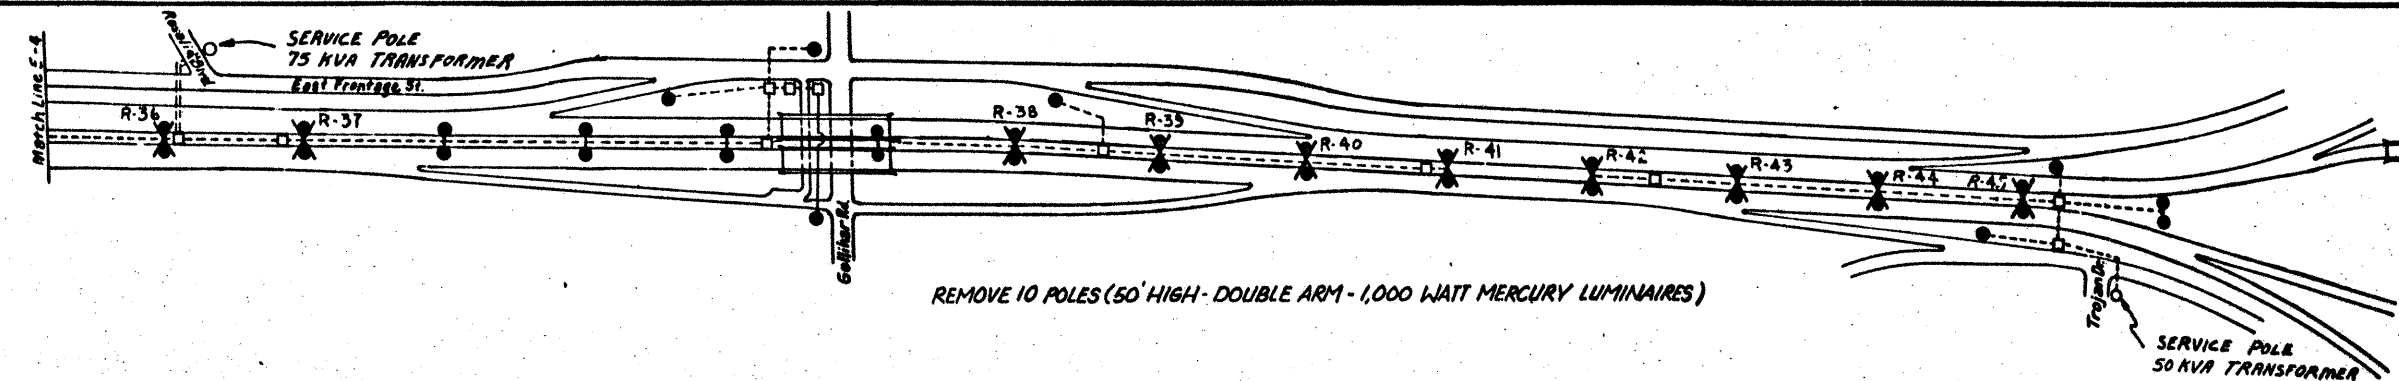 Match Line E-4
SERVICE POLE
75 KVA TRANSFORMER
East Frontage St.
R-36
R-37
R-38
R-39
R-40
R-41
R-42
R-43
R-44
R-45
Gollihar Rd.
REMOVE 10 POLES (50' HIGH - DOUBLE ARM - 1,000 WATT MERCURY LUMINAIRES)
Trojan Dr.
SERVICE POLE
50 KVA TRANSFORMER